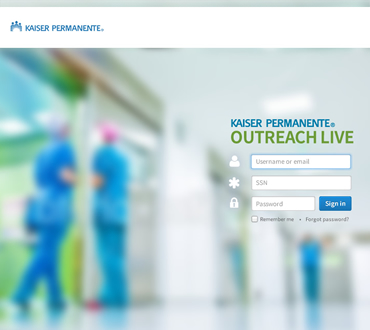 KAISER PERMANENTE®
KAISER PERMANENTE®
OUTREACH LIVE
Username or email
SSN
Password
Sign in
Remember me • Forgot password?